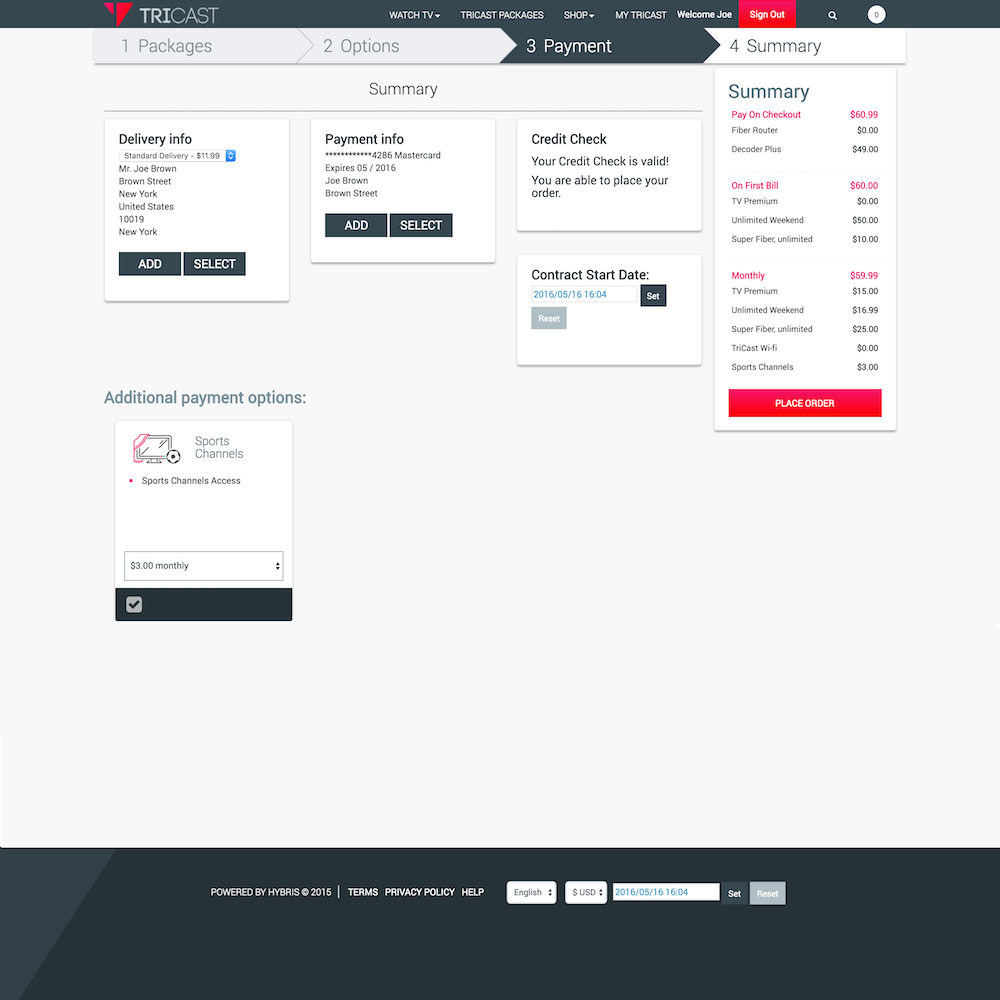 TRICAST
WATCH TV TRICAST PACKAGES SHOP MY TRICAST Welcome Joe Sign Out 0
1 Packages 2 Options 3 Payment 4 Summary
Summary
Delivery info
Standard Delivery - $11.99
Mr. Joe Brown
Brown Street
New York
United States
10019
New York
ADD SELECT
Payment info
************4286 Mastercard
Expires 05 / 2016
Joe Brown
Brown Street
ADD SELECT
Credit Check
Your Credit Check is valid!
You are able to place your
order.
Contract Start Date:
2016/05/16 16:04 Set
Reset
Summary
Pay On Checkout $60.99
Fiber Router $0.00
Decoder Plus $49.00
On First Bill $60.00
TV Premium $0.00
Unlimited Weekend $50.00
Super Fiber, unlimited $10.00
Monthly $59.99
TV Premium $15.00
Unlimited Weekend $16.99
Super Fiber, unlimited $25.00
TriCast Wi-fi $0.00
Sports Channels $3.00
PLACE ORDER
Additional payment options:
Sports
Channels
Sports Channels Access
$3.00 monthly
POWERED BY HYBRIS © 2015 | TERMS PRIVACY POLICY HELP English $ USD 2016/05/16 16:04 Set Reset